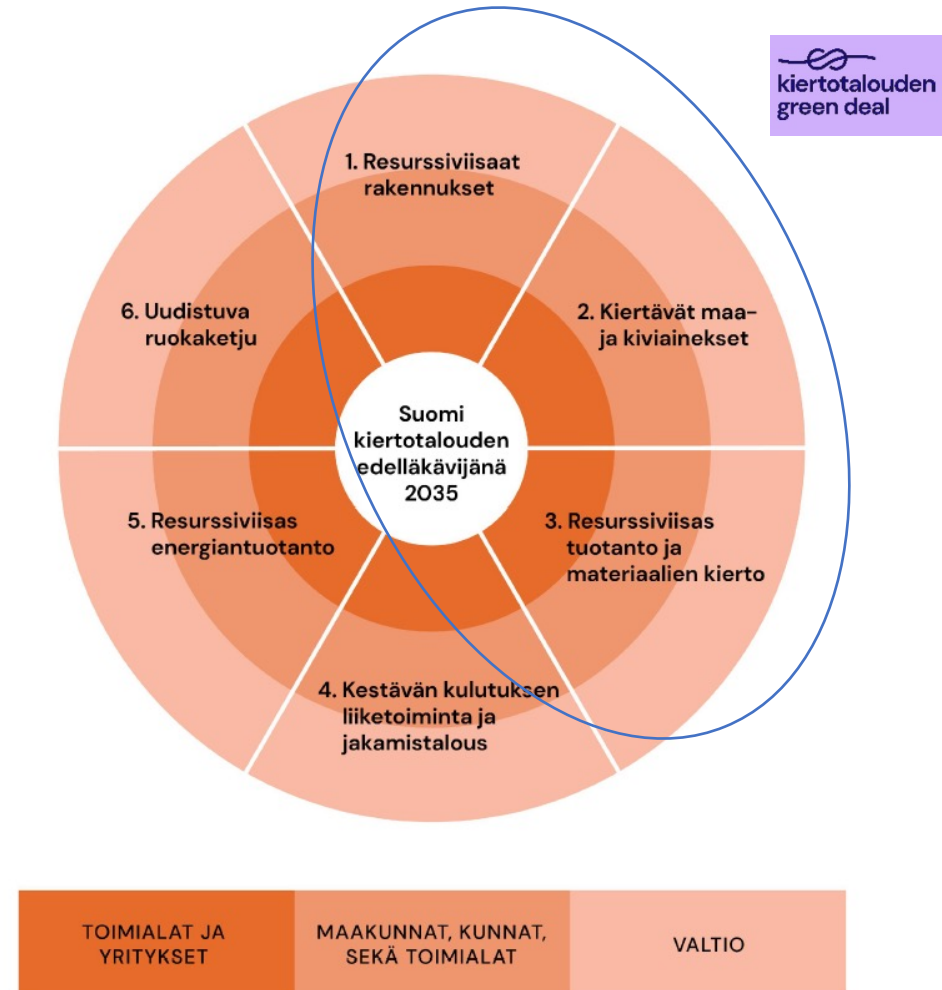 kiertotalouden
green deal
1. Resurssiviisaat
rakennukset
2. Kiertävät maa-
ja kiviainekset
6. Uudistuva
ruokaketju
Suomi
kiertotalouden
edelläkävijänä
2035
3. Resurssiviisas
tuotanto ja
materiaalien kierto
5. Resurssiviisas
energiantuotanto
4. Kestävän kulutuksen
liiketoiminta ja
jakamistalous
TOIMIALAT JA
YRITYKSET
MAAKUNNAT, KUNNAT,
SEKÄ TOIMIALAT
VALTIO